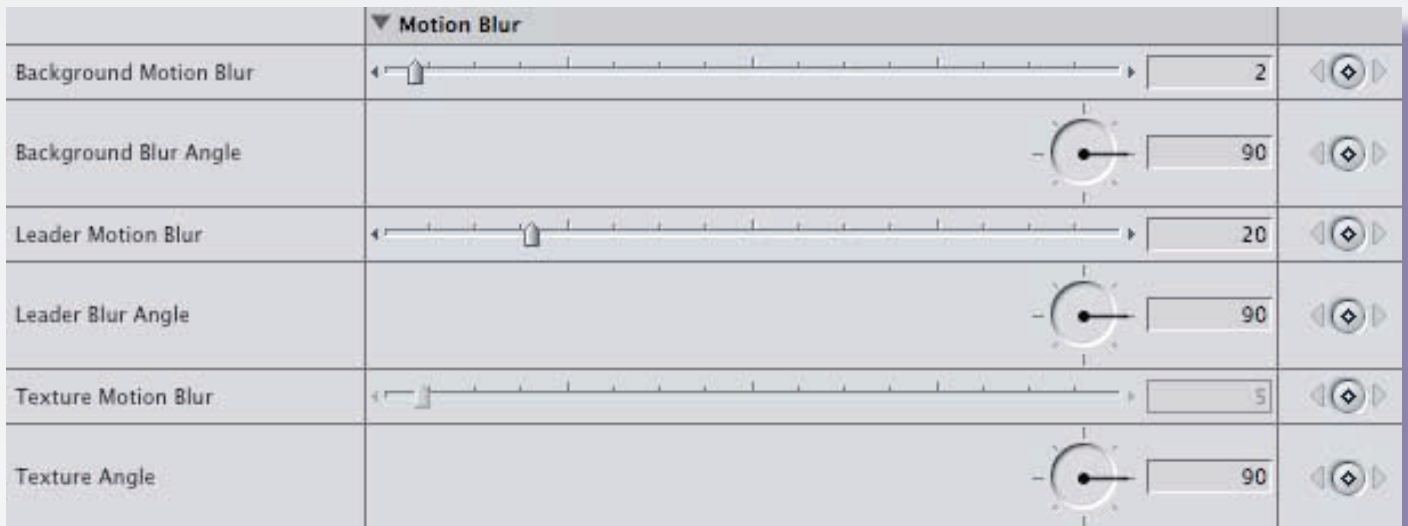 Motion Blur
Background Motion Blur 2
Background Blur Angle 90
Leader Motion Blur 20
Leader Blur Angle 90
Texture Motion Blur 5
Texture Angle 90